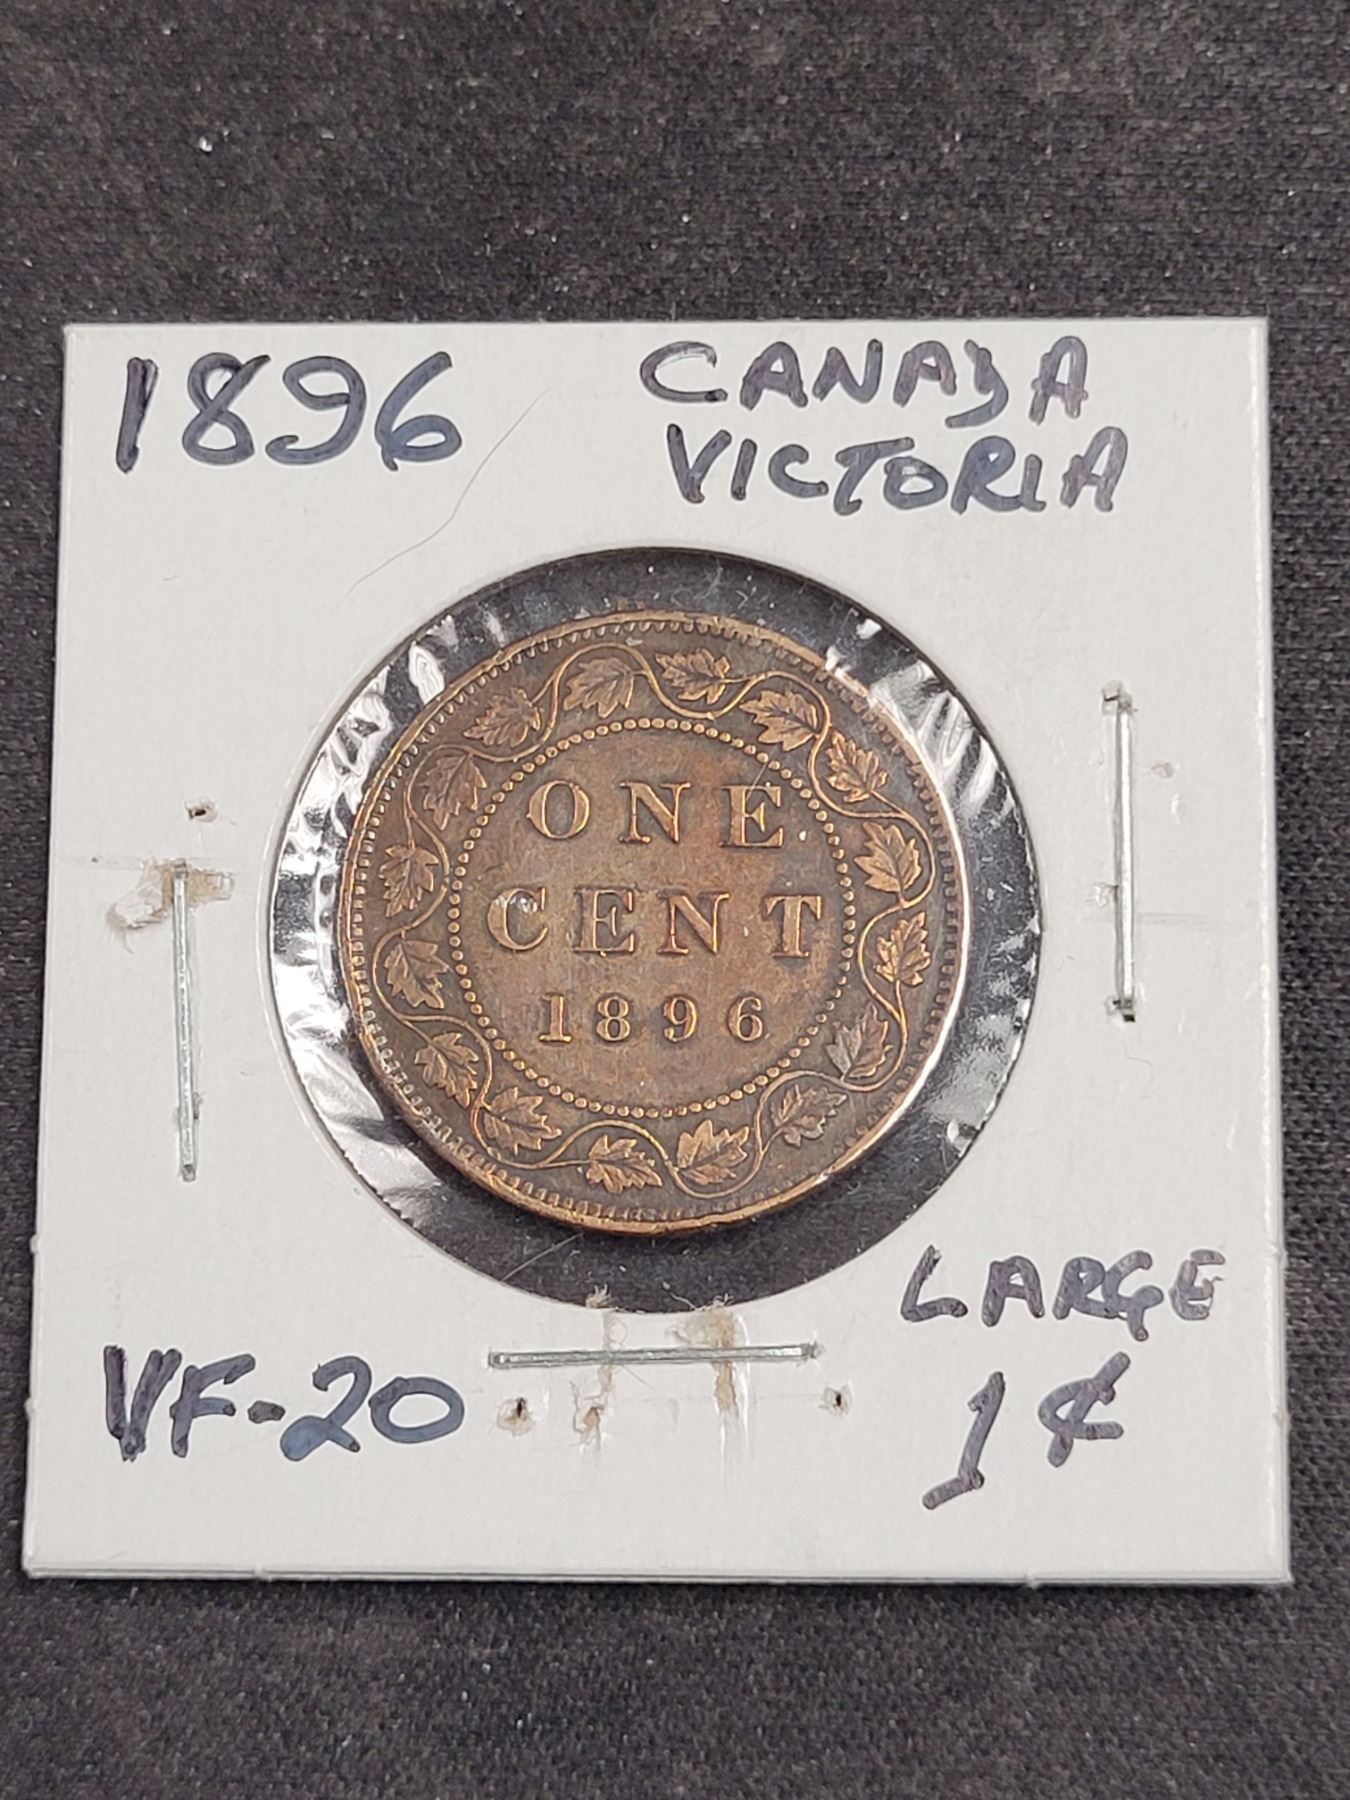 1896
CANADA
VICTORIA
ONE
CENT
1896
VF-20
LARGE
1¢